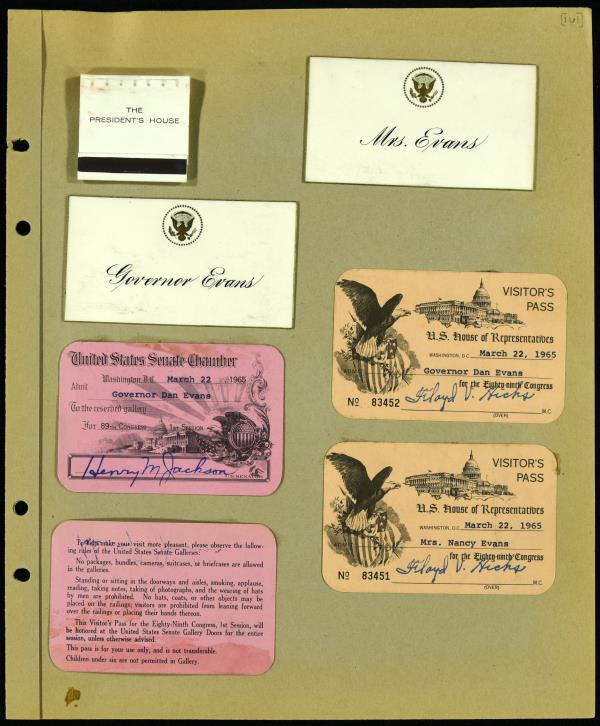 [161]
THE
PRESIDENT'S HOUSE
Mrs. Evans
Governor Evans
United States Senate Chamber
Washington, D.C. March 22 1965
Admit
Governor Dan Evans
To the reserved gallery
For 89TH CONGRESS 1ST SESSION
Henry M. Jackson
U.S. SENATOR
VISITOR'S
PASS
U.S. House of Representatives
WASHINGTON, D.C. March 22, 1965
ADMIT Governor Dan Evans
for the Eighty-ninth Congress
Nº 83452 Floyd V. Hicks
M.C.
(OVER)
VISITOR'S
PASS
U.S. House of Representatives
WASHINGTON, D.C. March 22, 1965
ADMIT Mrs. Nancy Evans
for the Eighty-ninth Congress
Nº 83451 Floyd V. Hicks
M.C.
(OVER)
To help make your visit more pleasant, please observe the follow-
ing rules of the United States Senate Galleries:
No packages, bundles, cameras, suitcases, or briefcases are allowed
in the galleries.
Standing or sitting in the doorways and aisles, smoking, applause,
reading, taking notes, taking of photographs, and the wearing of hats
by men are prohibited. No hats, coats, or other objects may be
placed on the railings; visitors are prohibited from leaning forward
over the railings or placing their hands thereon.
This Visitor's Pass for the Eighty-Ninth Congress, 1st Session, will
be honored at the United States Senate Gallery Doors for the entire
session, unless otherwise advised.
This pass is for your use only, and is not transferable.
Children under six are not permitted in Gallery.